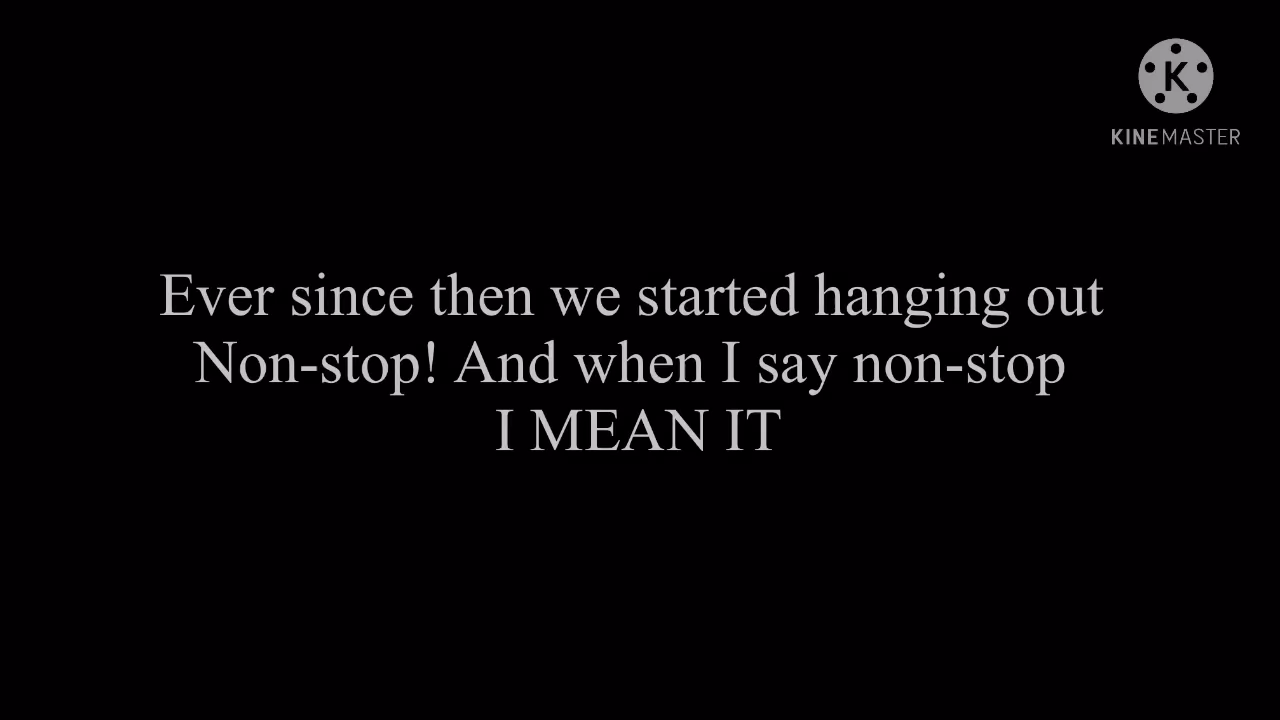 K
KINEMASTER
Ever since then we started hanging out
Non-stop! And when I say non-stop
I MEAN IT